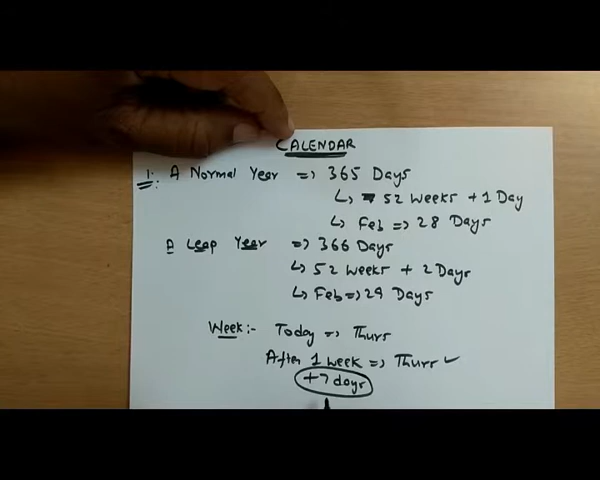 CALENDAR
1. A Normal Year => 365 Days
↳ 52 Weeks + 1 Day
↳ Feb => 28 Days
A Leap Year => 366 Days
↳ 52 Weeks + 2 Days
↳ Feb => 29 Days
Week:- Today => Thurs
After 1 week => Thurs ✓
+7 days